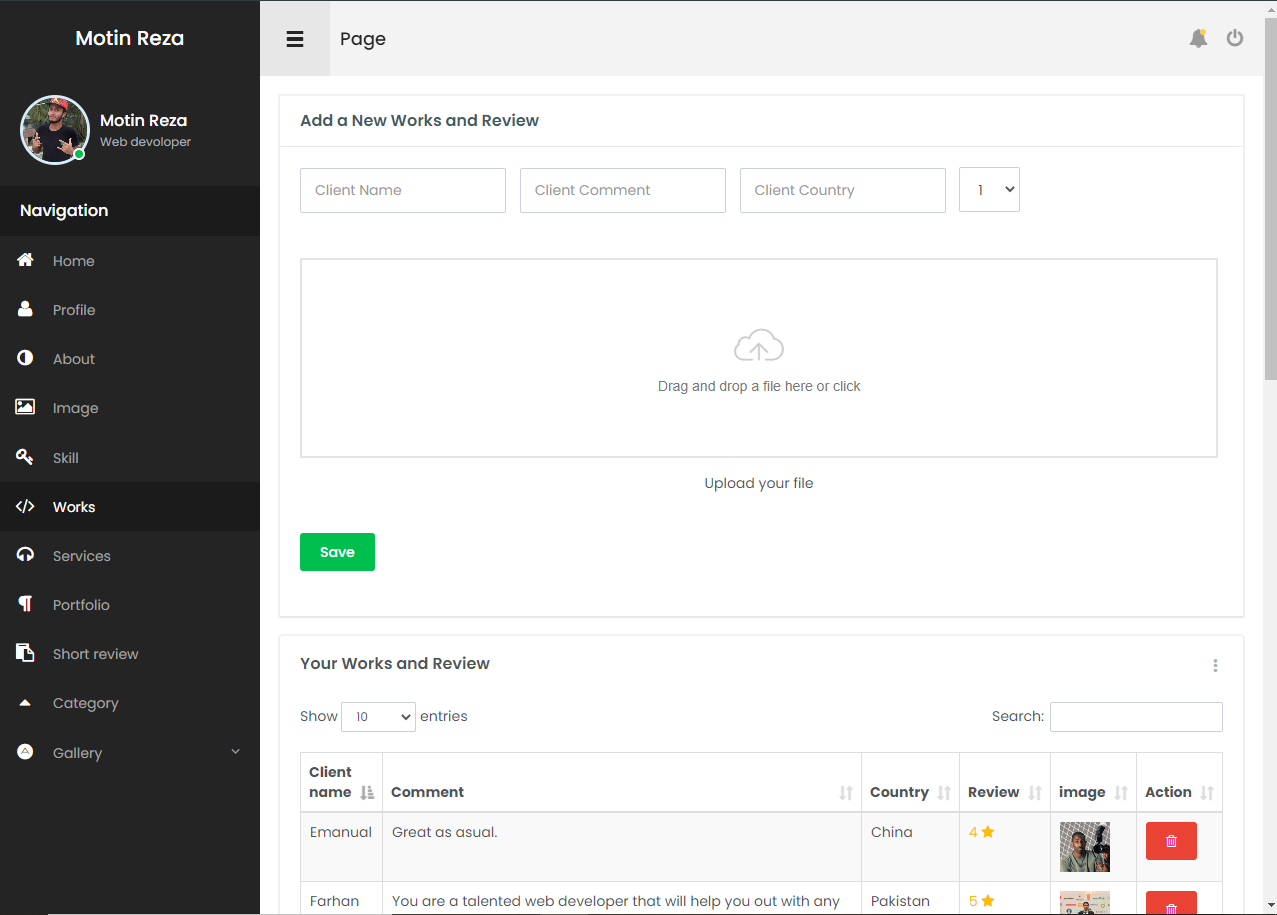 Motin Reza
Page
Motin Reza
Web devoloper
Navigation
Home
Profile
About
Image
Skill
Works
Services
Portfolio
Short review
Category
Gallery
Add a New Works and Review
Client Name
Client Comment
Client Country
1
Drag and drop a file here or click
Upload your file
Save
Your Works and Review
Show 10 entries
Search:
Client name
Comment
Country
Review
image
Action
Emanual
Great as asual.
China
4
Farhan
You are a talented web developer that will help you out with any
Pakistan
5